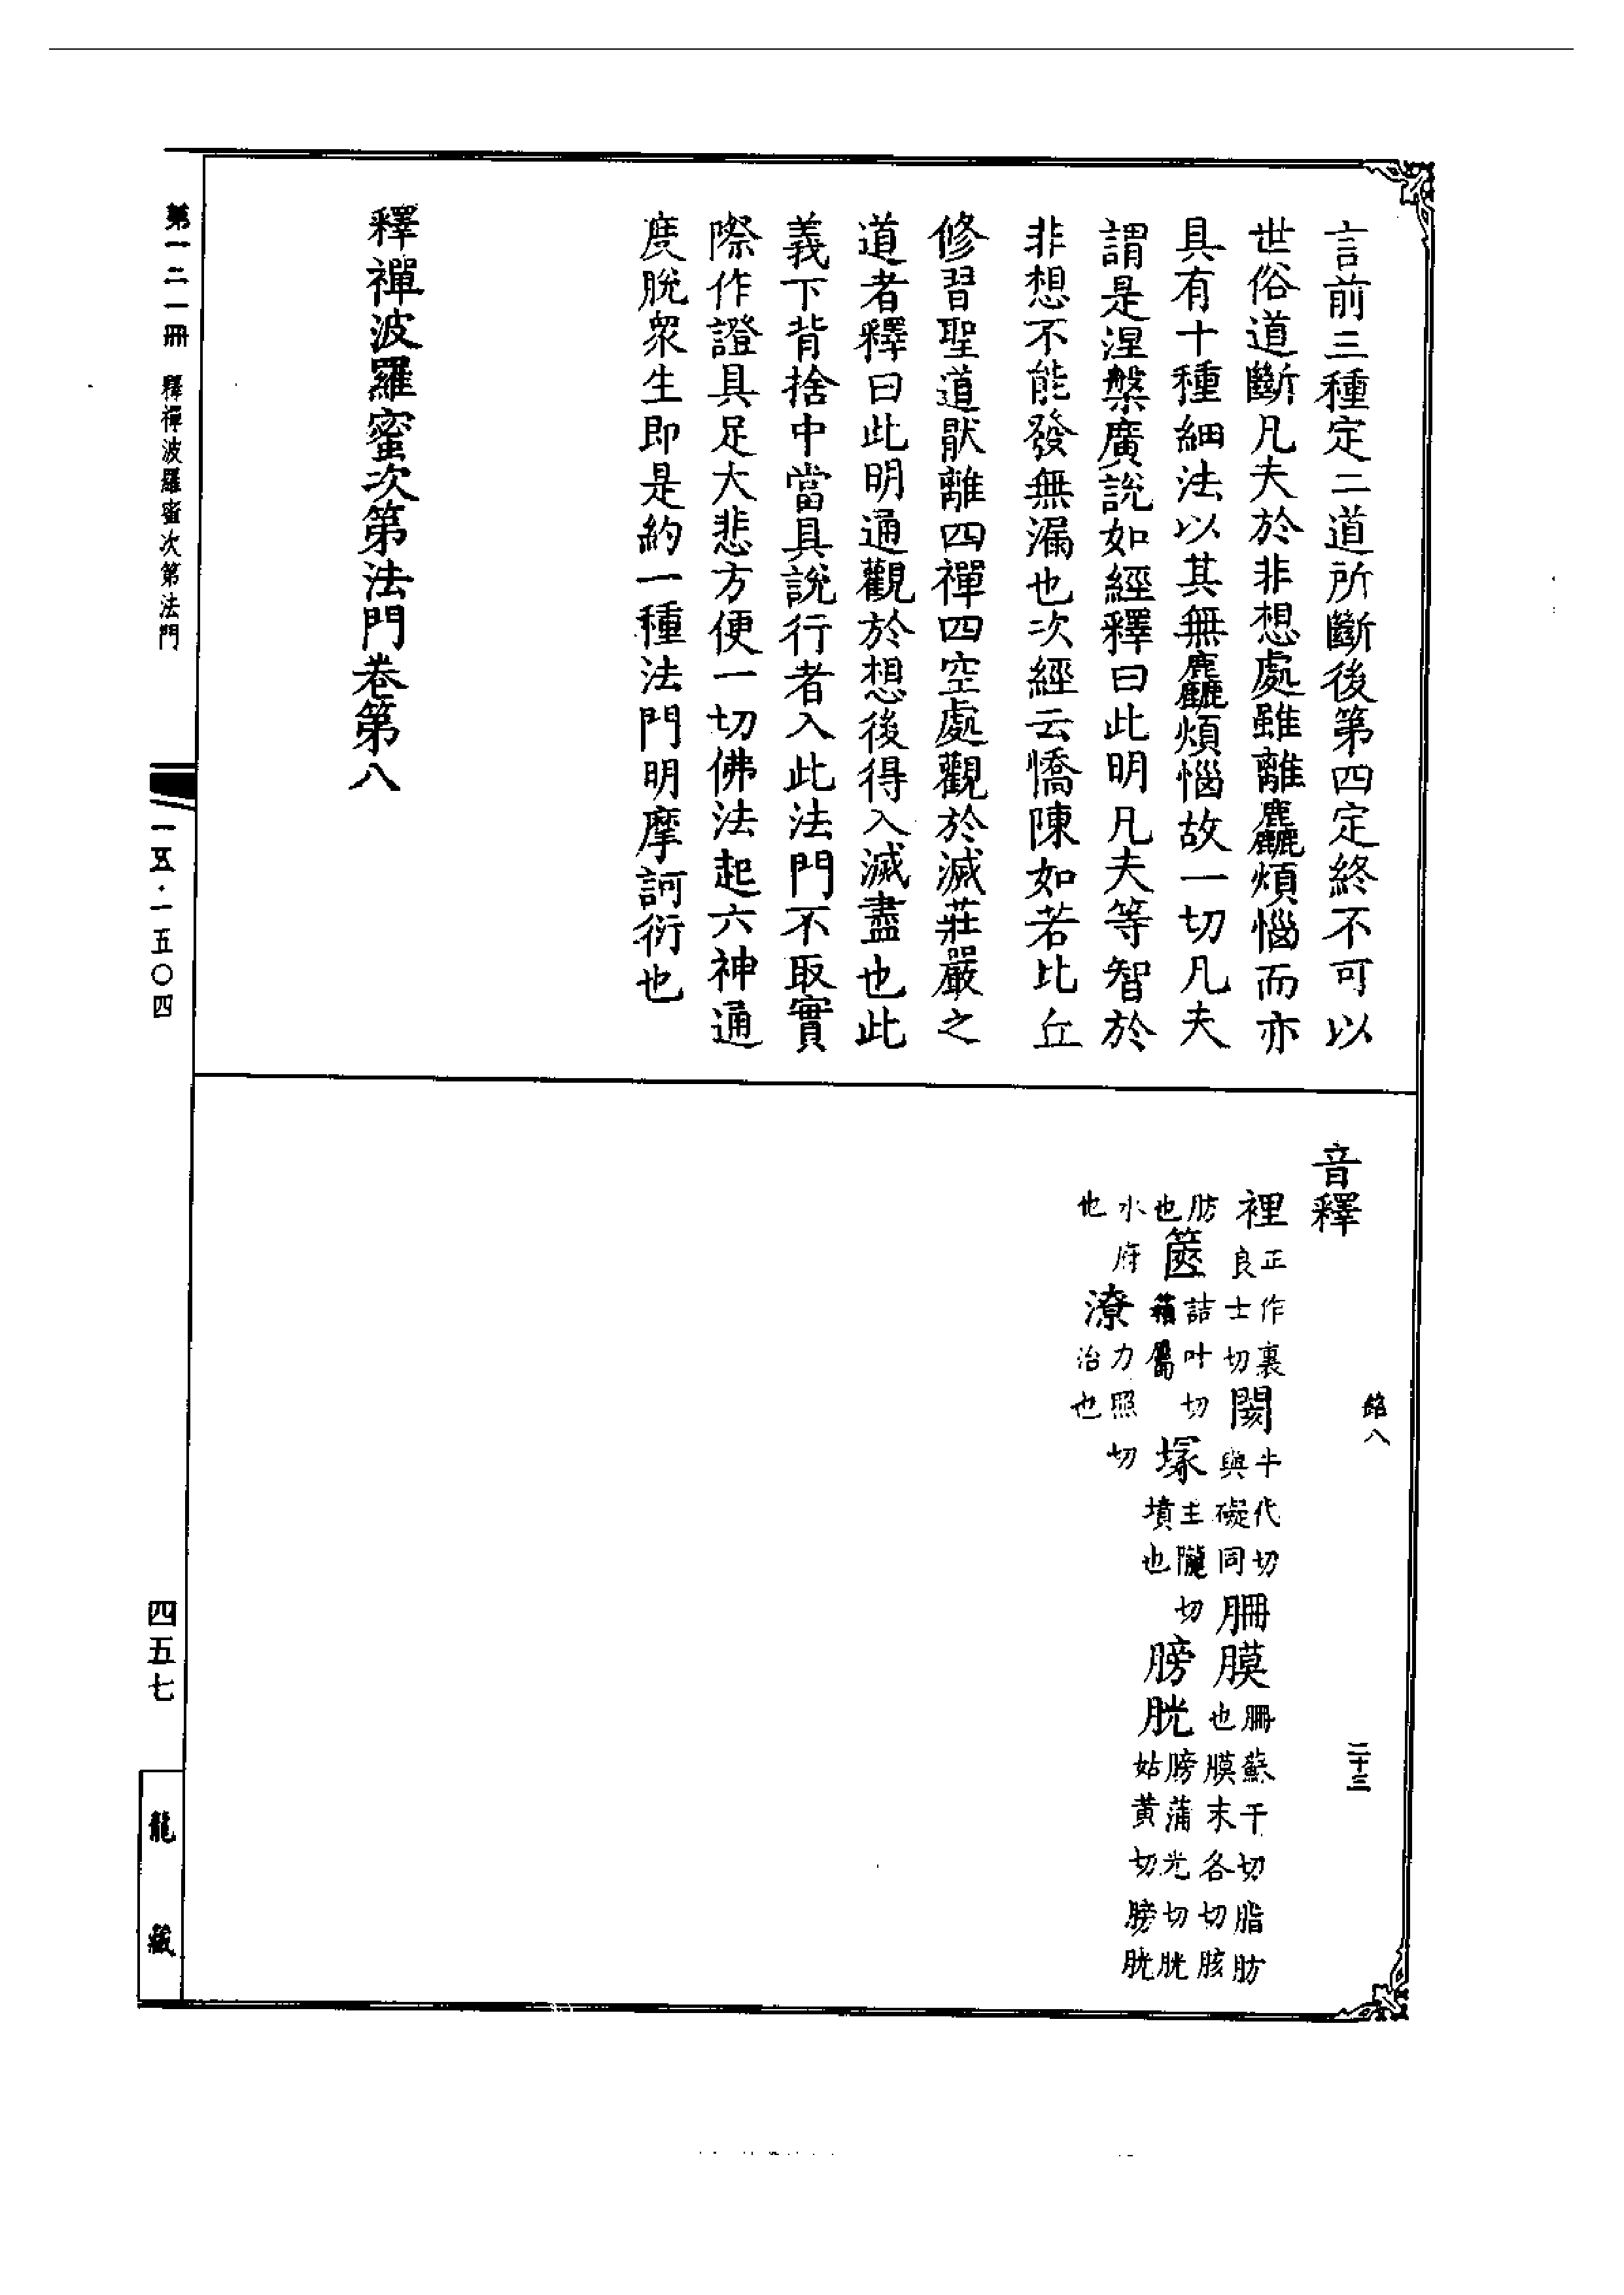 言前三種定二道所斷後第四定終不可以
世俗道斷凡夫於非想處雖離麤煩惱而亦
具有十種細法以其無麤煩惱故一切凡夫
謂是涅槃廣說如經釋曰此明凡夫等智於
非想不能發無漏也次經云憍陳如若比丘
修習聖道猒離四禪四空處觀於滅莊嚴之
道者釋曰此明通觀於想後得入滅盡也此
義下背捨中當具說行者入此法門不取實
際作證具足大悲方便一切佛法起六神通
度脫眾生即是約一種法門明摩訶衍也
釋禪波羅蜜次第法門卷第八
館八
二十三
音釋
裡
正作裏
良士切
閡
牛代切
與礙同
𦙱膜
𦙱蘇干切脂肪
也膜末各切胲
肪
也
篋
詰叶切
箱屬
塚
主隴切
墳也
膀胱
膀蒲光切胱
姑黃切膀胱
水府
也
潦
力照切
治也
第一二一冊 釋禪波羅蜜次第法門
一五五·一五〇四
四五七
龍藏